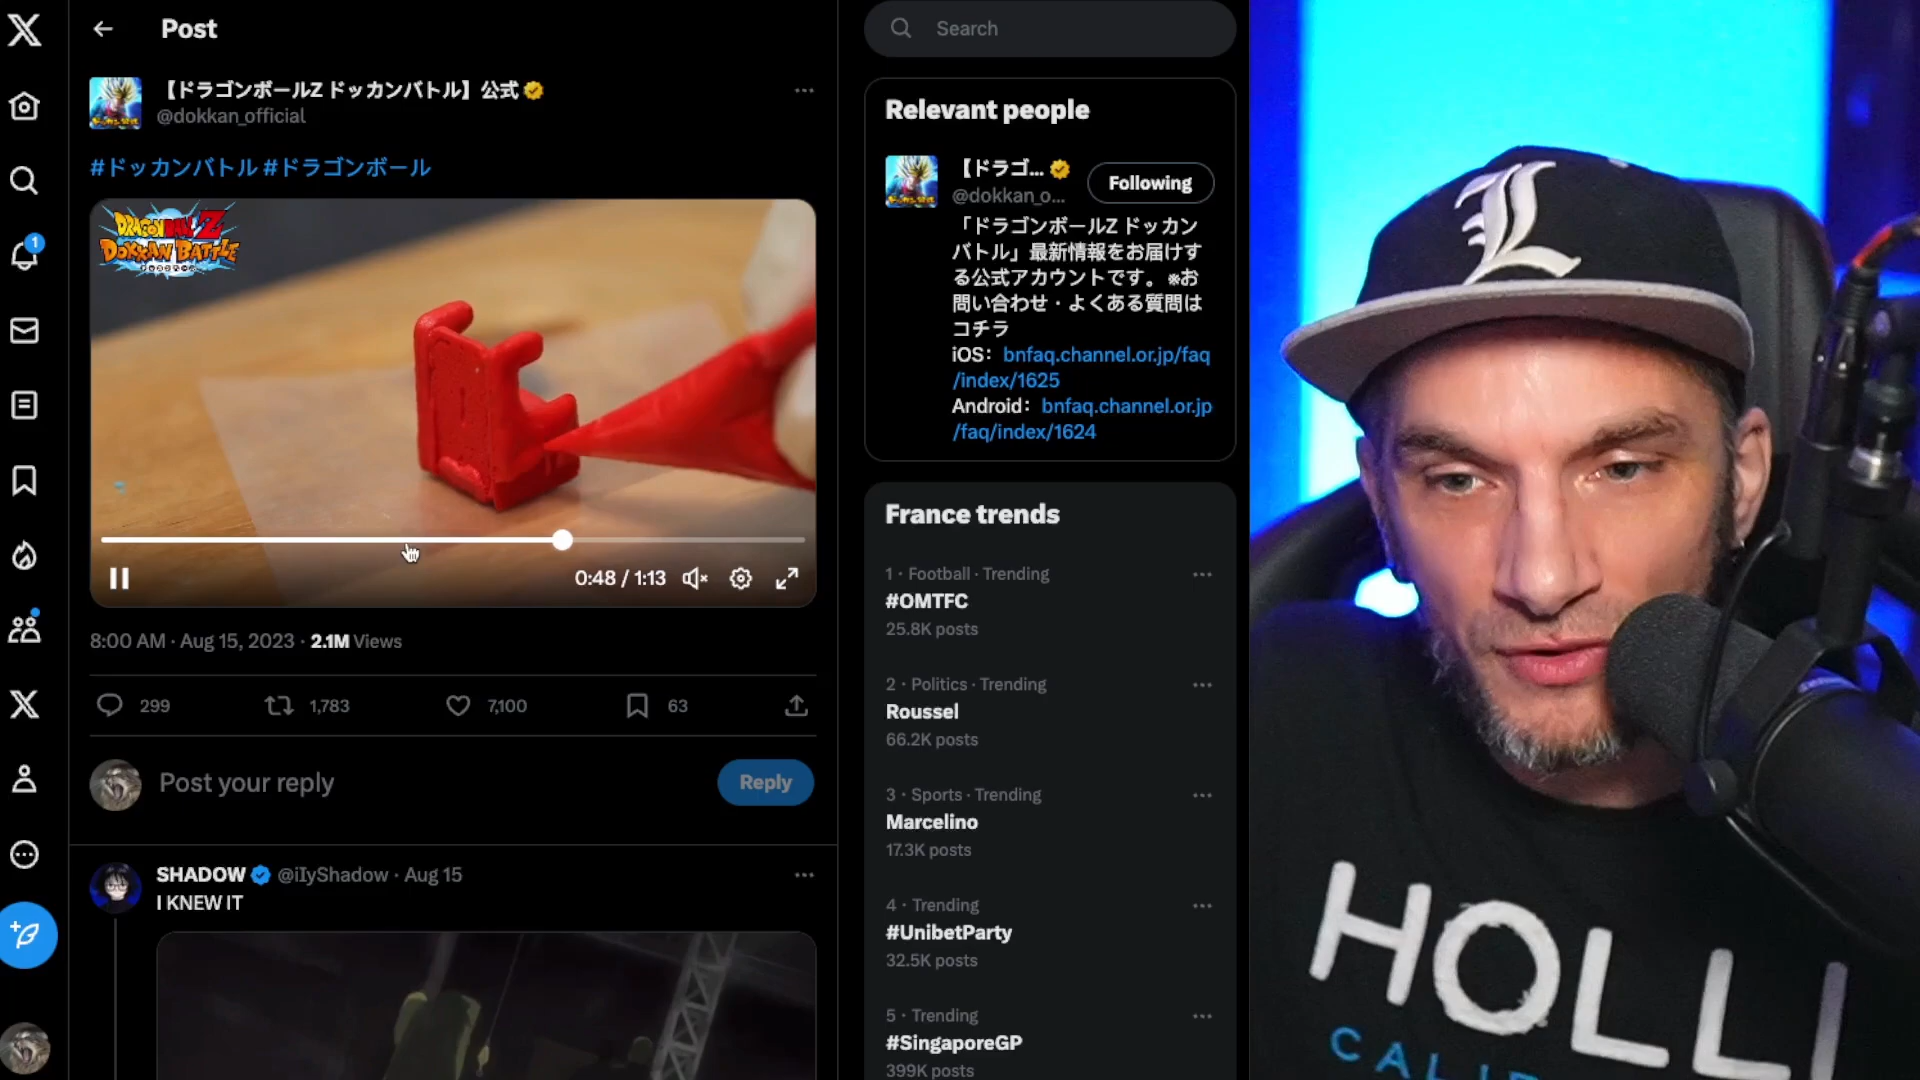 Post
【ドラゴンボールZ ドッカンバトル】公式
@dokkan_official
#ドッカンバトル #ドラゴンボール
DRAGON BALL Z
DOKKAN BATTLE
0:48 / 1:13
8:00 AM · Aug 15, 2023 · 2.1M Views
299
1,783
7,100
63
Post your reply
Reply
SHADOW @iIyShadow · Aug 15
I KNEW IT
1
Search
Relevant people
【ドラゴ...
@dokkan_o...
Following
「ドラゴンボールZ ドッカン
バトル」最新情報をお届けす
る公式アカウントです。※お
問い合わせ・よくある質問は
コチラ
iOS：bnfaq.channel.or.jp/faq
/index/1625
Android：bnfaq.channel.or.jp
/faq/index/1624
France trends
1 · Football · Trending
#OMTFC
25.8K posts
2 · Politics · Trending
Roussel
66.2K posts
3 · Sports · Trending
Marcelino
17.3K posts
4 · Trending
#UnibetParty
32.5K posts
5 · Trending
#SingaporeGP
399K posts
L
HOLLI